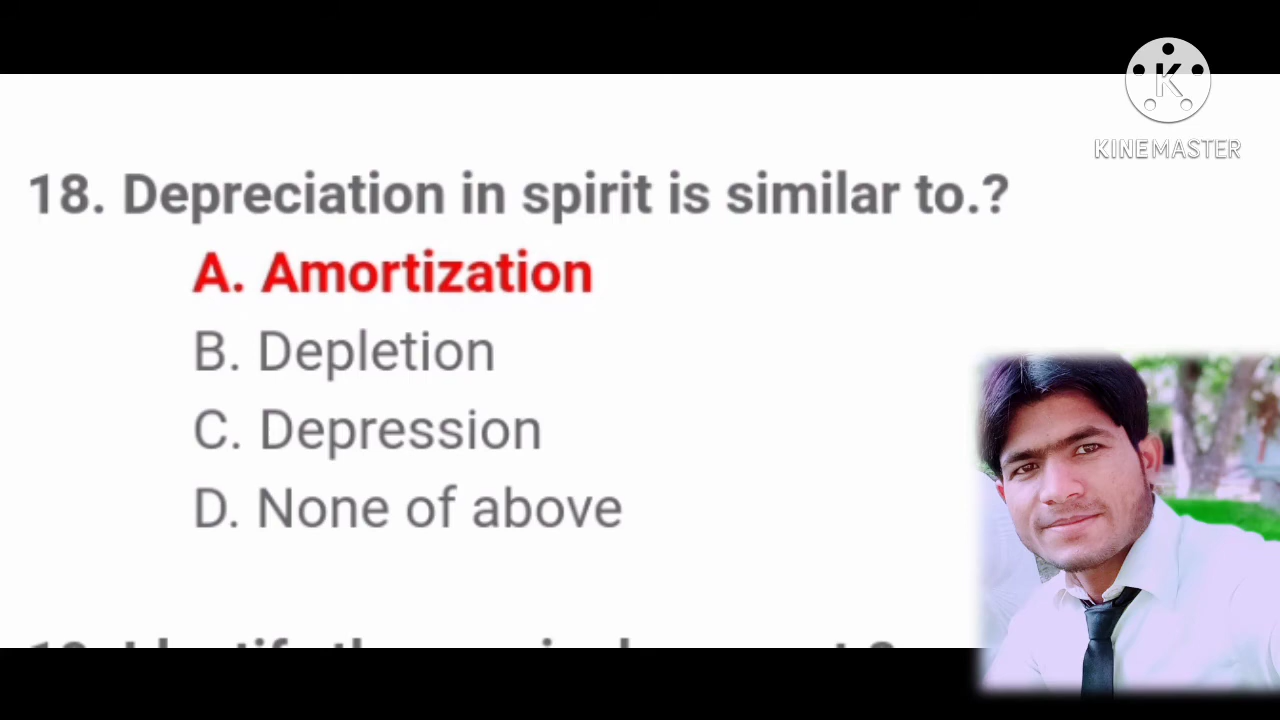 KINEMASTER
18. Depreciation in spirit is similar to.?
A. Amortization
B. Depletion
C. Depression
D. None of above